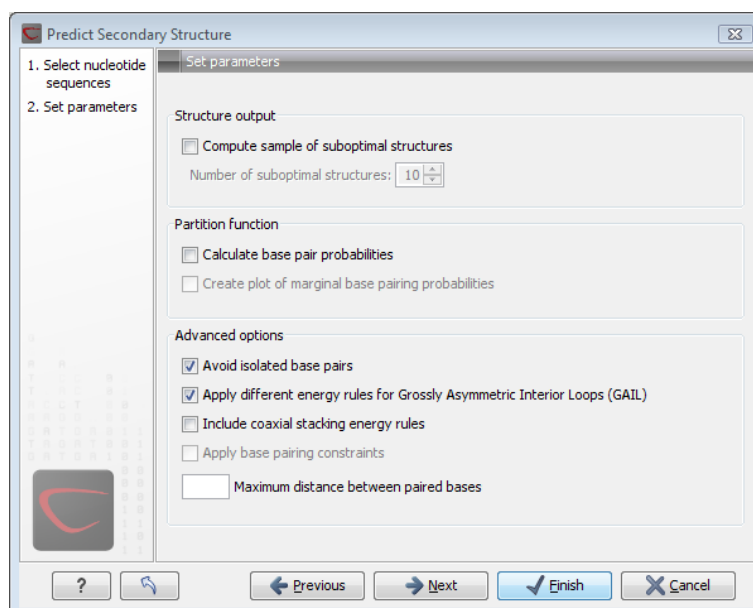 Predict Secondary Structure
1. Select nucleotide
sequences
2. Set parameters
Set parameters
Structure output
Compute sample of suboptimal structures
Number of suboptimal structures: 10
Partition function
Calculate base pair probabilities
Create plot of marginal base pairing probabilities
Advanced options
Avoid isolated base pairs
Apply different energy rules for Grossly Asymmetric Interior Loops (GAIL)
Include coaxial stacking energy rules
Apply base pairing constraints
Maximum distance between paired bases
?
Previous
Next
Finish
Cancel